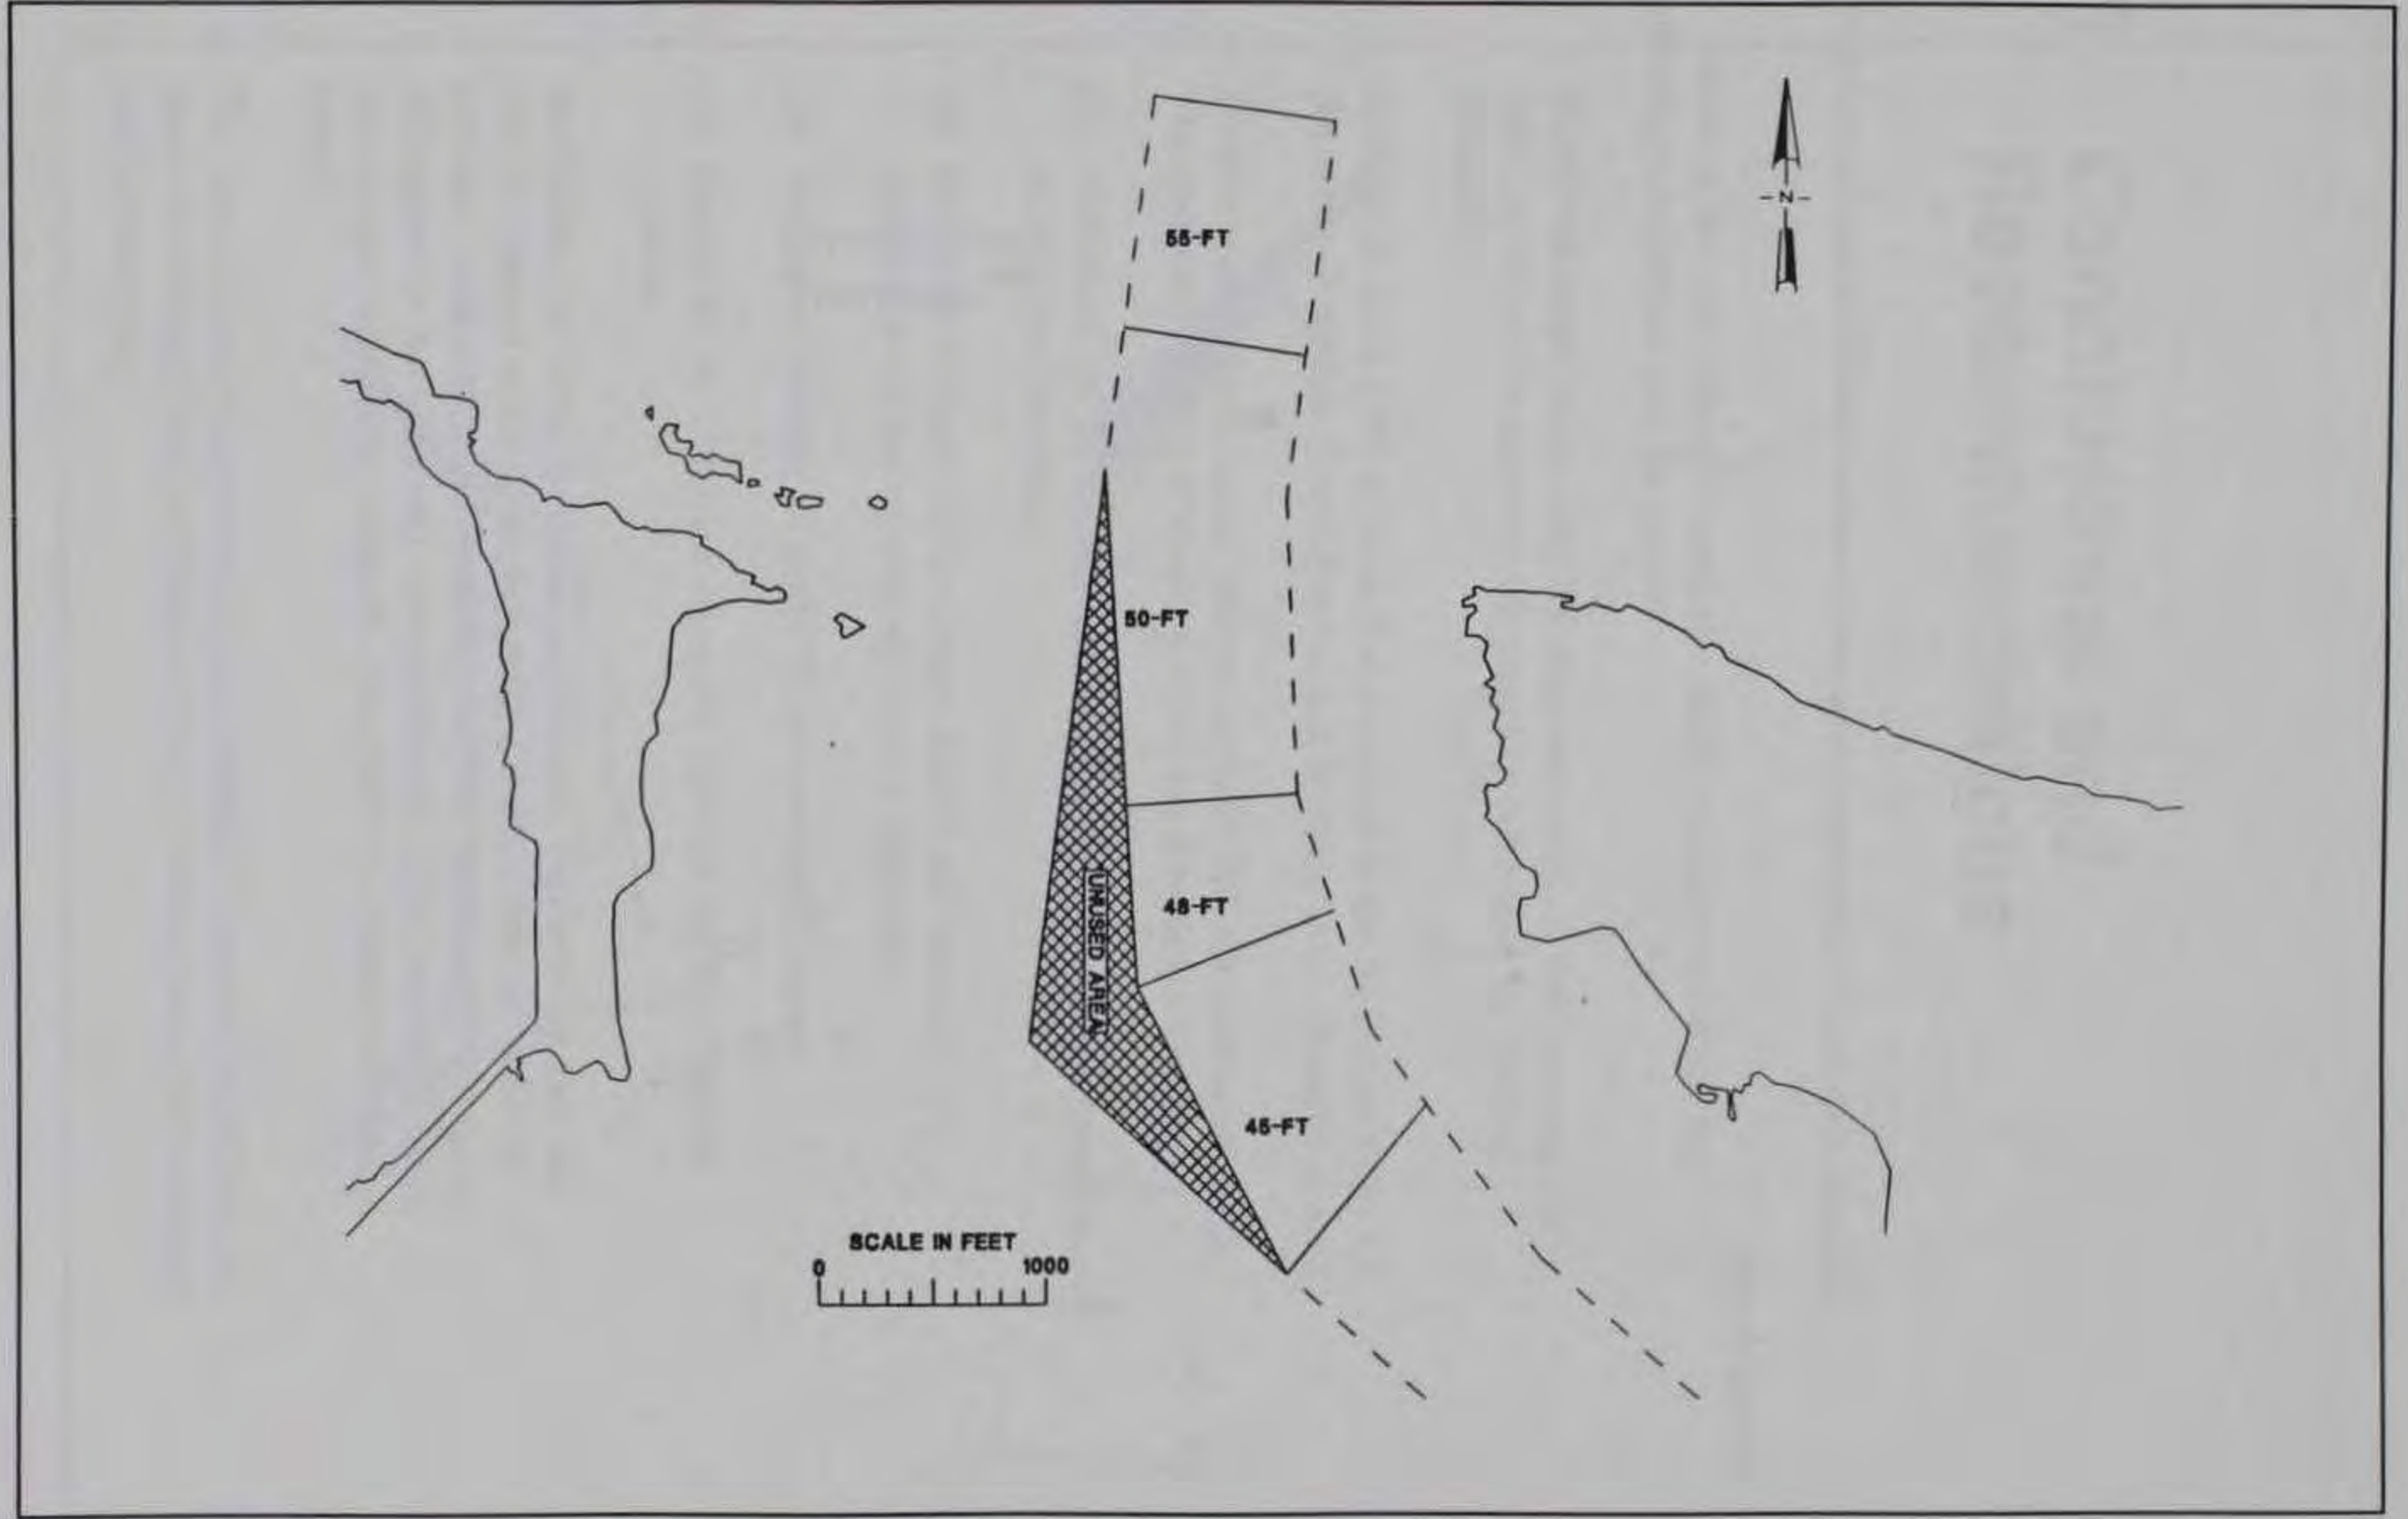 55-FT
-N-
50-FT
48-FT
UNUSED AREA
45-FT
SCALE IN FEET
0 1000